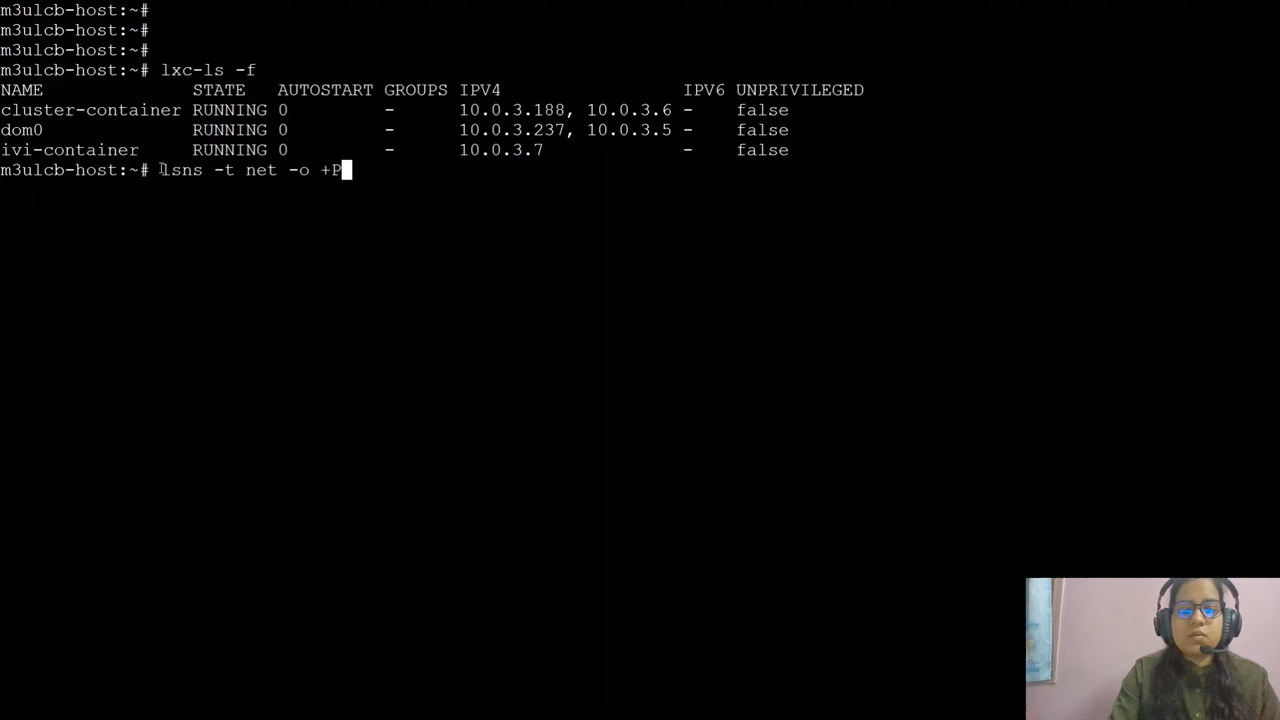 m3ulcb-host:~#
m3ulcb-host:~#
m3ulcb-host:~#
m3ulcb-host:~# lxc-ls -f
NAME STATE AUTOSTART GROUPS IPV4 IPV6 UNPRIVILEGED
cluster-container RUNNING 0 - 10.0.3.188, 10.0.3.6 - false
dom0 RUNNING 0 - 10.0.3.237, 10.0.3.5 - false
ivi-container RUNNING 0 - 10.0.3.7 - false
m3ulcb-host:~# lsns -t net -o +P